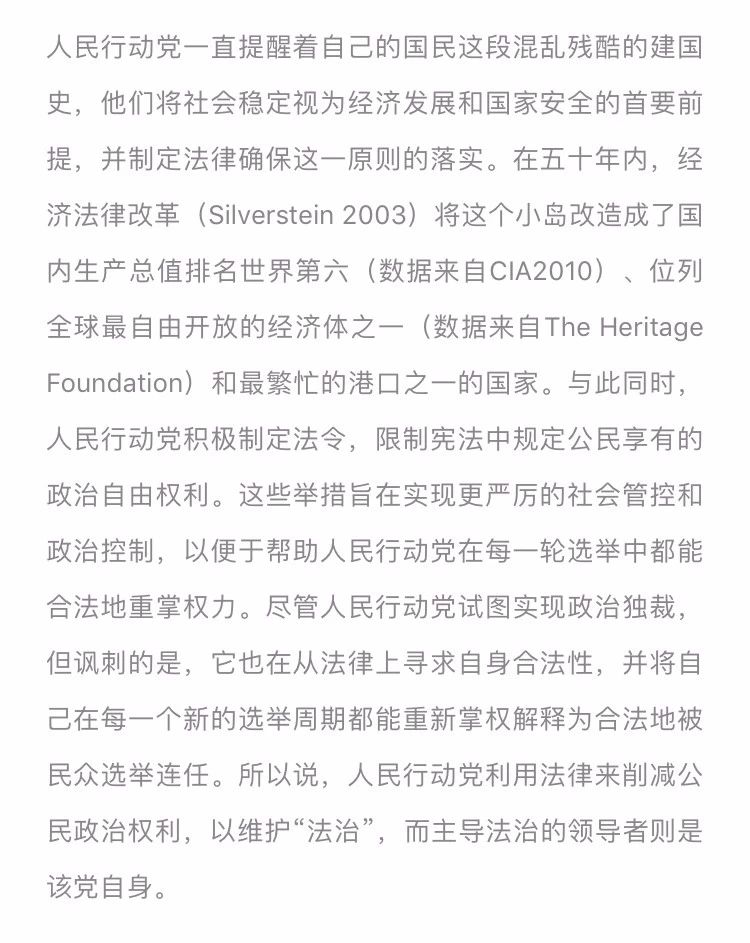 人民行动党一直提醒着自己的国民这段混乱残酷的建国
史，他们将社会稳定视为经济发展和国家安全的首要前
提，并制定法律确保这一原则的落实。在五十年内，经
济法律改革（Silverstein 2003）将这个小岛改造成了国
内生产总值排名世界第六（数据来自CIA2010）、位列
全球最自由开放的经济体之一（数据来自The Heritage
Foundation）和最繁忙的港口之一的国家。与此同时，
人民行动党积极制定法令，限制宪法中规定公民享有的
政治自由权利。这些举措旨在实现更严厉的社会管控和
政治控制，以便于帮助人民行动党在每一轮选举中都能
合法地重掌权力。尽管人民行动党试图实现政治独裁，
但讽刺的是，它也在从法律上寻求自身合法性，并将自
己在每一个新的选举周期都能重新掌权解释为合法地被
民众选举连任。所以说，人民行动党利用法律来削减公
民政治权利，以维护“法治”，而主导法治的领导者则是
该党自身。